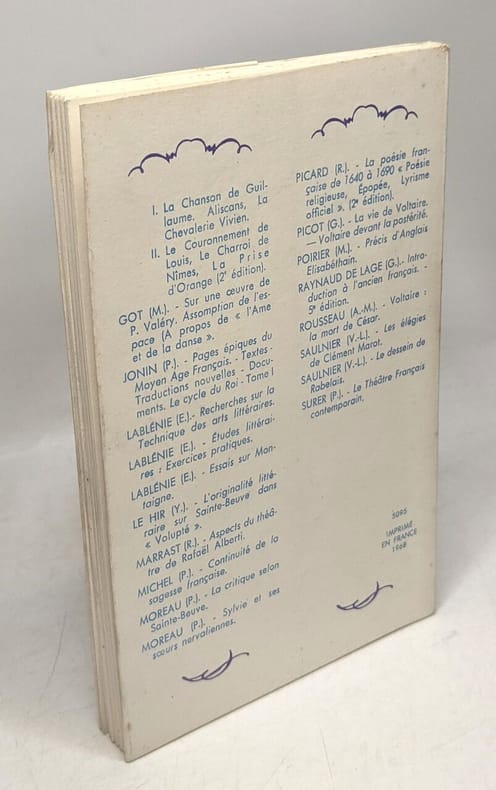 I. La Chanson de Guil-
laume. Aliscans, La
Chevalerie Vivien.
II. Le Couronnement de
Louis, Le Charroi de
Nîmes, La Prise
d'Orange (2e édition).
GOT (M.). - Sur une œuvre de
P. Valéry. Assomption de l'es-
pace (A propos de « l'Ame
et de la danse ».
JONIN (P.). - Pages épiques du
Moyen Age Français. - Textes -
Traductions nouvelles - Docu-
ments. Le cycle du Roi - Tome I
LABLÉNIE (E.).- Recherches sur la
Technique des arts littéraires.
LABLÉNIE (E.). - Études littérai-
res : Exercices pratiques.
LABLÉNIE (E.). - Essais sur Mon-
taigne.
LE HIR (Y.). - L'originalité litté-
raire sur Sainte-Beuve dans
« Volupté ».
MARRAST (R.). - Aspects du théâ-
tre de Rafaël Alberti.
MICHEL (P.). - Continuité de la
sagesse française.
MOREAU (P.). - La critique selon
Sainte-Beuve.
MOREAU (P.). - Sylvie et ses
sœurs nervaliennes.
PICARD (R.). - La poésie fran-
çaise de 1640 à 1690 « Poésie
religieuse, Épopée, Lyrisme
officiel ». (2e édition).
PICOT (G.). - La vie de Voltaire.
— Voltaire devant la postérité.
POIRIER (M.). - Précis d'Anglais
Elisabéthain.
RAYNAUD DE LAGE (G.).- Intro-
duction à l'ancien français. -
5e édition.
ROUSSEAU (A.-M.). - Voltaire :
la mort de César.
SAULNIER (V.-L.). - Les élégies
de Clément Marot.
SAULNIER (V.-L.). - Le dessein de
Rabelais.
SURER (P.). - Le Théâtre Français
contemporain.
5095
IMPRIMÉ
EN FRANCE
1968